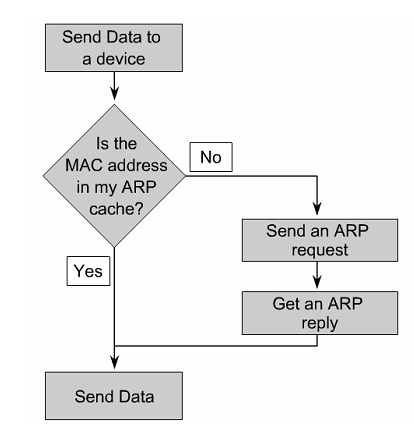 Send Data to
a device
Is the
MAC address
in my ARP
cache?
No
Send an ARP
request
Yes
Get an ARP
reply
Send Data